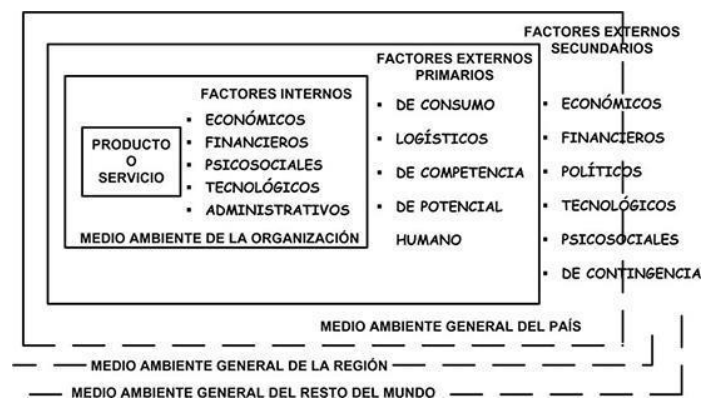 FACTORES EXTERNOS
SECUNDARIOS
FACTORES EXTERNOS
PRIMARIOS
FACTORES INTERNOS
PRODUCTO
O
SERVICIO
▪ ECONÓMICOS
▪ FINANCIEROS
▪ PSICOSOCIALES
▪ TECNOLÓGICOS
▪ ADMINISTRATIVOS
MEDIO AMBIENTE DE LA ORGANIZACIÓN
▪ DE CONSUMO
▪ LOGÍSTICOS
▪ DE COMPETENCIA
▪ DE POTENCIAL
HUMANO
▪ ECONÓMICOS
▪ FINANCIEROS
▪ POLÍTICOS
▪ TECNOLÓGICOS
▪ PSICOSOCIALES
▪ DE CONTINGENCIA
MEDIO AMBIENTE GENERAL DEL PAÍS
MEDIO AMBIENTE GENERAL DE LA REGIÓN
MEDIO AMBIENTE GENERAL DEL RESTO DEL MUNDO